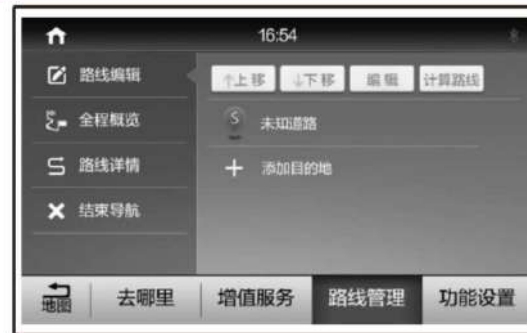 16:54
路线编辑
↑上移 ↓下移 编辑 计算路线
全程概览
S 未知道路
路线详情
+ 添加目的地
结束导航
地图 去哪里 增值服务 路线管理 功能设置